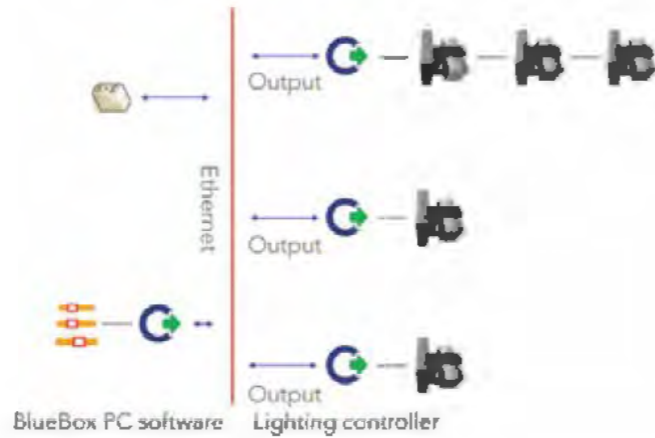 Output
Ethernet
Output
Output
BlueBox PC software
Lighting controller